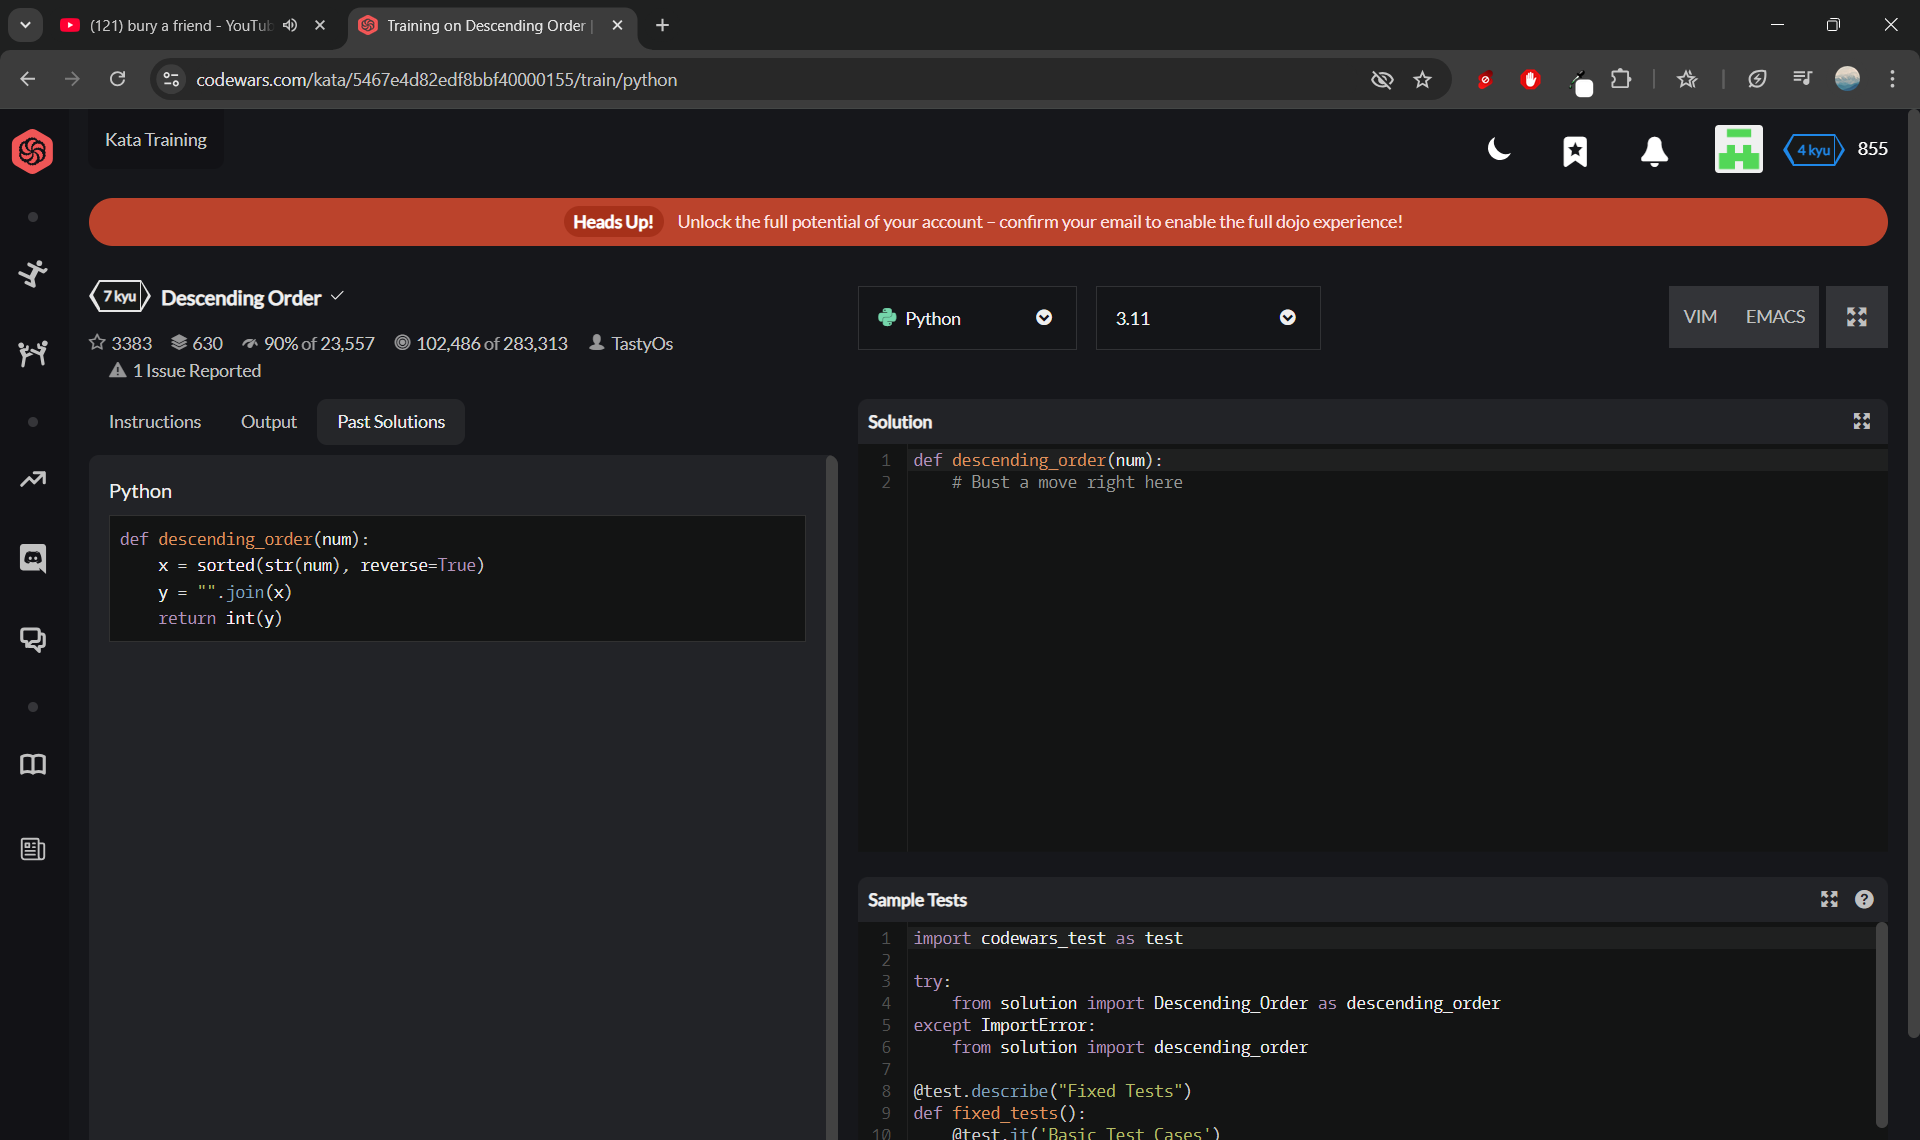 (121) bury a friend - YouTub
Training on Descending Order |
codewars.com/kata/5467e4d82edf8bbf40000155/train/python
Kata Training
4 kyu 855
Heads Up! Unlock the full potential of your account – confirm your email to enable the full dojo experience!
7 kyu Descending Order
3383 630 90% of 23,557 102,486 of 283,313 TastyOs
1 Issue Reported
Python
3.11
VIM EMACS
Instructions Output Past Solutions
Python
def descending_order(num):
    x = sorted(str(num), reverse=True)
    y = "".join(x)
    return int(y)
Solution
1 def descending_order(num):
2     # Bust a move right here
Sample Tests
?
1 import codewars_test as test
2
3 try:
4     from solution import Descending_Order as descending_order
5 except ImportError:
6     from solution import descending_order
7
8 @test.describe("Fixed Tests")
9 def fixed_tests():
10     @test.it('Basic Test Cases')